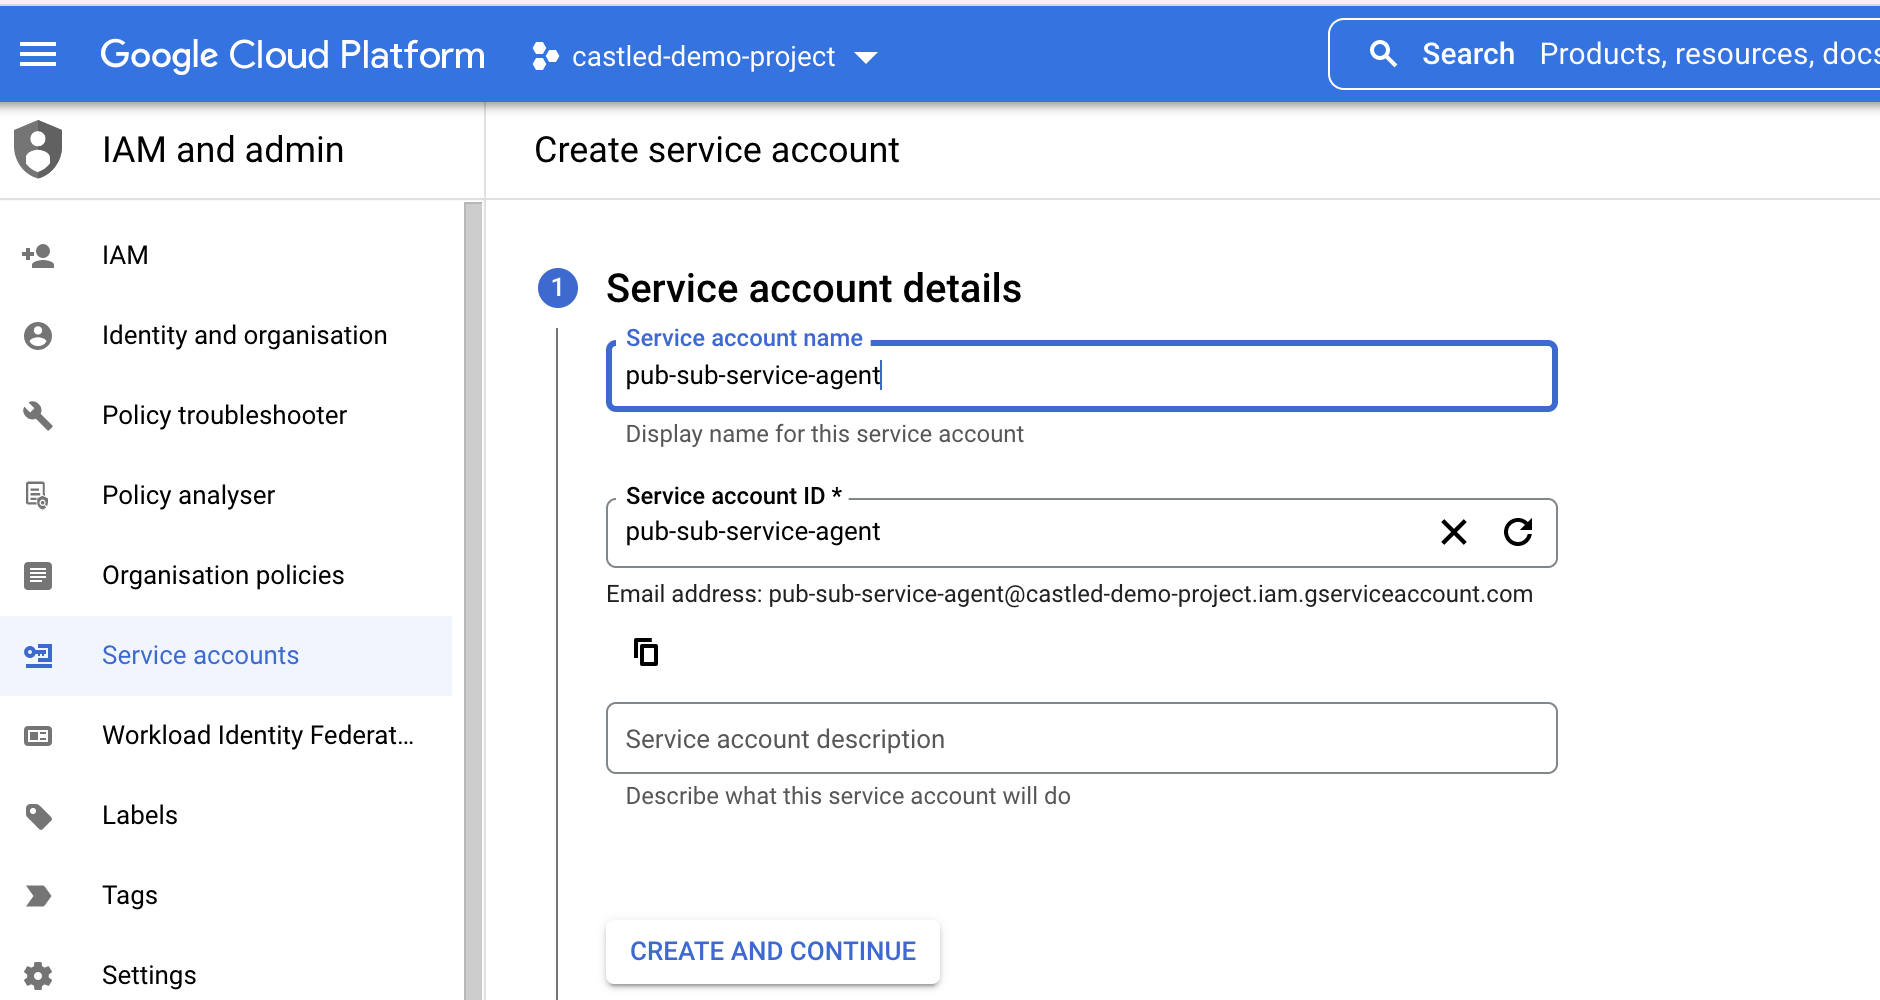 Google Cloud Platform
castled-demo-project
Search Products, resources, docs
IAM and admin
Create service account
IAM
Identity and organisation
Policy troubleshooter
Policy analyser
Organisation policies
Service accounts
Workload Identity Federat...
Labels
Tags
Settings
1 Service account details
Service account name
pub-sub-service-agent
Display name for this service account
Service account ID *
pub-sub-service-agent
Email address: pub-sub-service-agent@castled-demo-project.iam.gserviceaccount.com
Service account description
Describe what this service account will do
CREATE AND CONTINUE